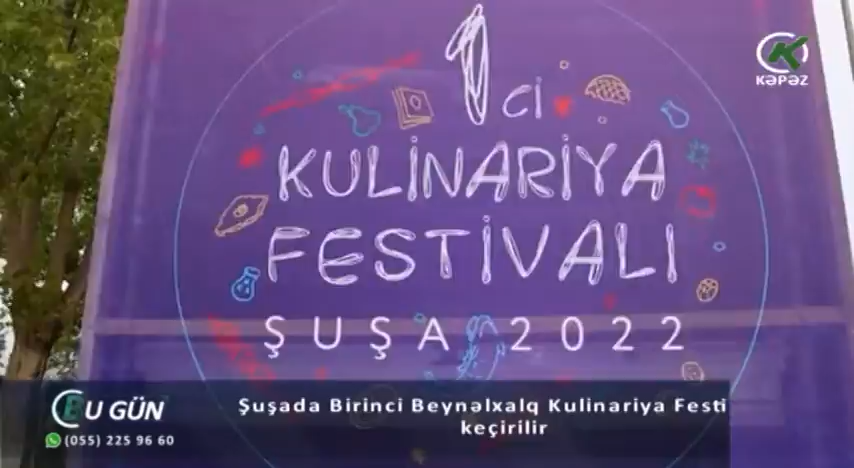 KƏPƏZ
1 Cİ
KULİNARİYA
FESTİVALI
ŞUŞA 2022
BU GÜN
Şuşada Birinci Beynəlxalq Kulinariya Festi
keçirilir
(055) 225 96 60